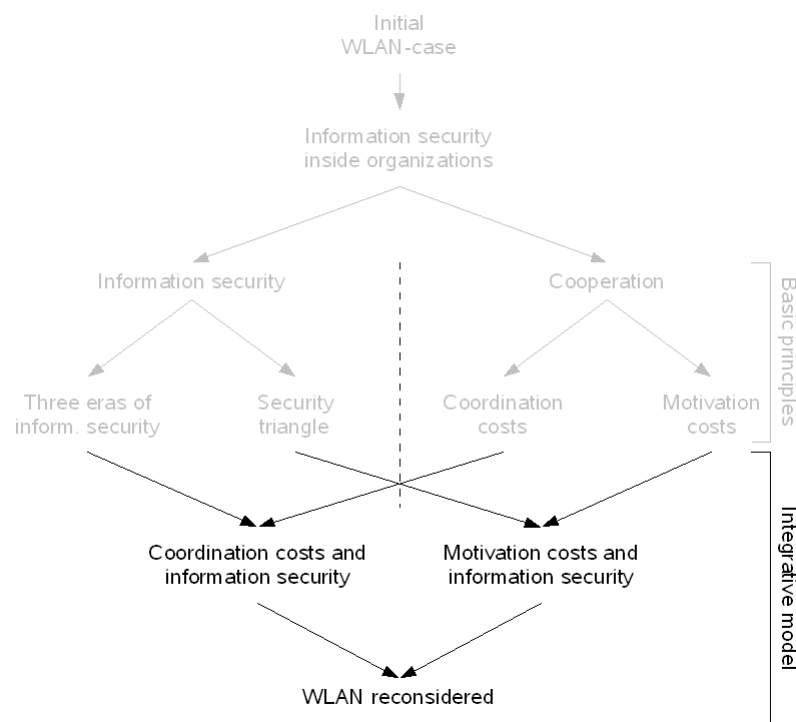 Initial
WLAN-case
Information security
inside organizations
Information security
Cooperation
Basic principles
Three eras of
inform. security
Security
triangle
Coordination
costs
Motivation
costs
Coordination costs and
information security
Motivation costs and
information security
Integrative model
WLAN reconsidered